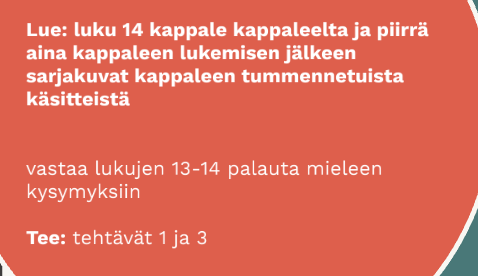 Lue: luku 14 kappale kappaleelta ja piirrä
aina kappaleen lukemisen jälkeen
sarjakuvat kappaleen tummennetuista
käsitteistä
vastaa lukujen 13-14 palauta mieleen
kysymyksiin
Tee: tehtävät 1 ja 3